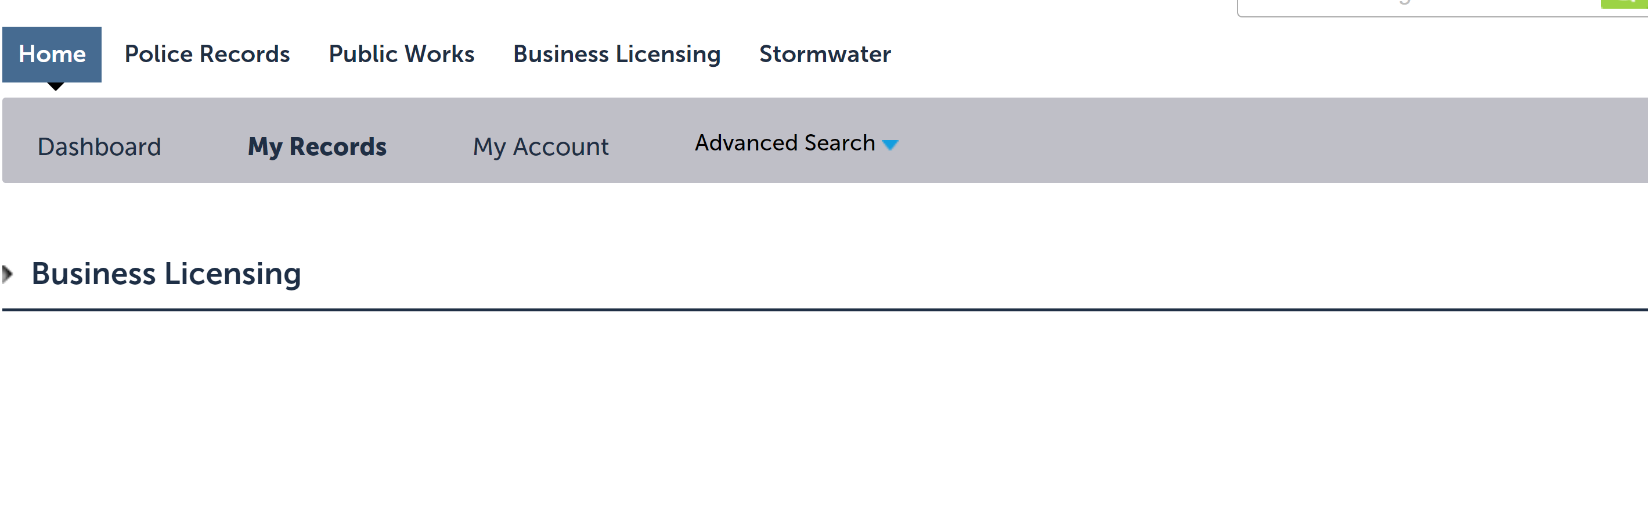 Home Police Records Public Works Business Licensing Stormwater
Dashboard My Records My Account Advanced Search
Business Licensing